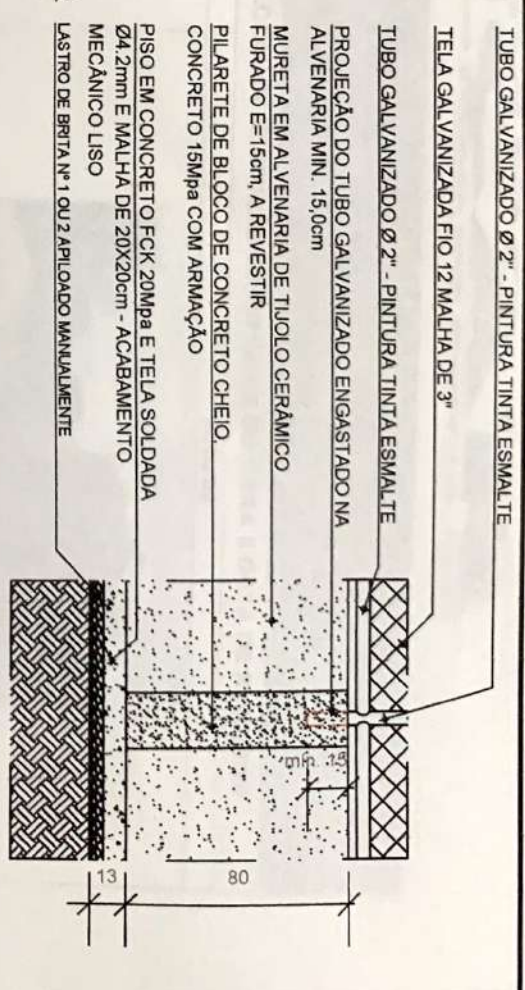 TUBO GALVANIZADO Ø 2" - PINTURA TINTA ESMALTE
TELA GALVANIZADA FIO 12 MALHA DE 3"
TUBO GALVANIZADO Ø 2" - PINTURA TINTA ESMALTE
PROJEÇÃO DO TUBO GALVANIZADO ENGASTADO NA
ALVENARIA MIN. 15,0cm
MURETA EM ALVENARIA DE TIJOLO CERÂMICO
FURADO E=15cm, A REVESTIR
PILARETE DE BLOCO DE CONCRETO CHEIO,
CONCRETO 15Mpa COM ARMAÇÃO
PISO EM CONCRETO FCK 20Mpa E TELA SOLDADA
Ø4.2mm E MALHA DE 20X20cm - ACABAMENTO
MECÂNICO LISO
LASTRO DE BRITA Nº 1 OU 2 APILOADO MANUALMENTE
mín. 15
80
13